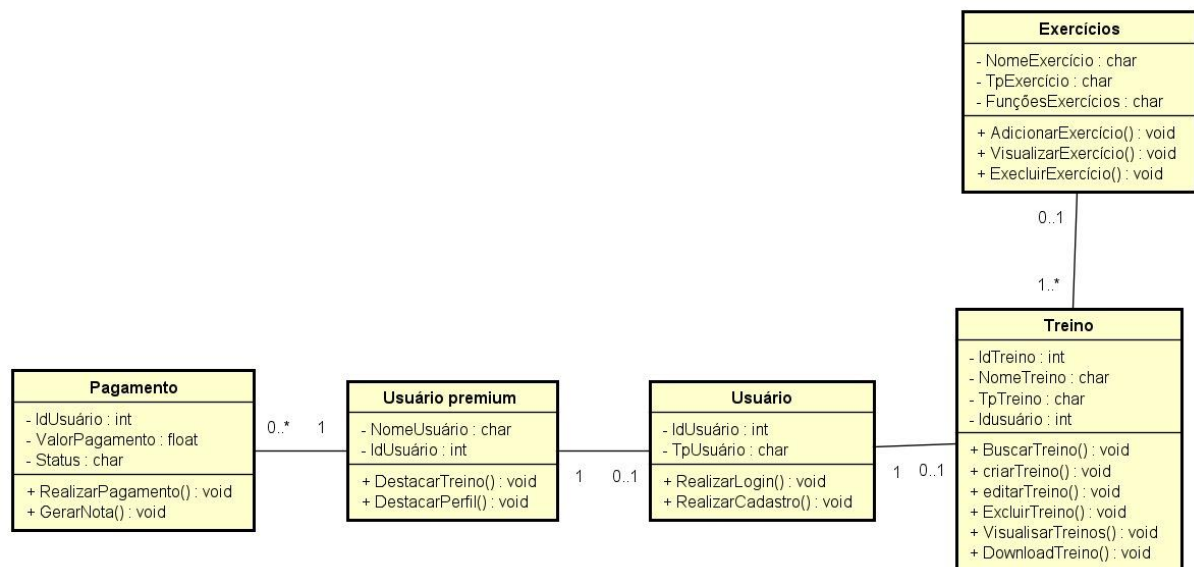 Exercícios
- NomeExercício : char
- TpExercício : char
- FunçõesExercícios : char
+ AdicionarExercício() : void
+ VisualizarExercício() : void
+ ExecluirExercício() : void
0..1
1..*
Treino
- IdTreino : int
- NomeTreino : char
- TpTreino : char
- Idusuário : int
+ BuscarTreino() : void
+ criarTreino() : void
+ editarTreino() : void
+ ExcluirTreino() : void
+ VisualisarTreinos() : void
+ DownloadTreino() : void
Pagamento
- IdUsuário : int
- ValorPagamento : float
- Status : char
+ RealizarPagamento() : void
+ GerarNota() : void
0..* 1
Usuário premium
- NomeUsuário : char
- IdUsuário : int
+ DestacarTreino() : void
+ DestacarPerfil() : void
1 0..1
Usuário
- IdUsuário : int
- TpUsuário : char
+ RealizarLogin() : void
+ RealizarCadastro() : void
1 0..1